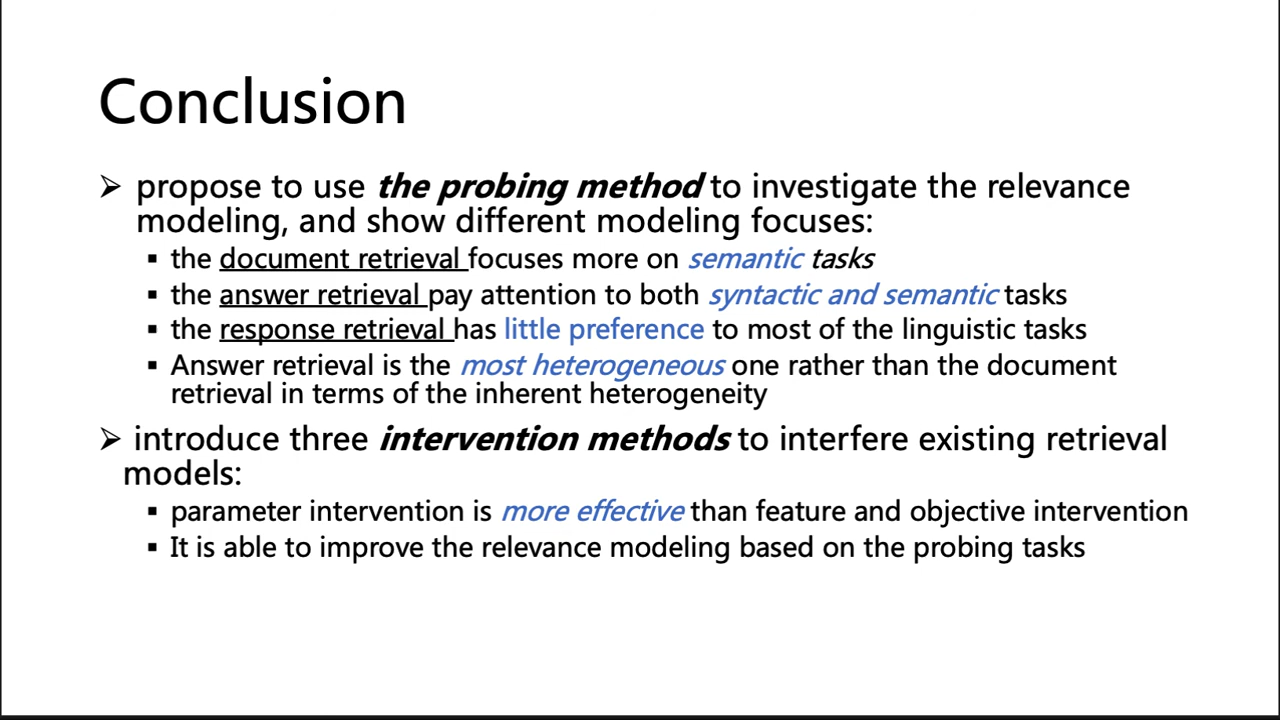 Conclusion
➢ propose to use the probing method to investigate the relevance
modeling, and show different modeling focuses:
▪ the document retrieval focuses more on semantic tasks
▪ the answer retrieval pay attention to both syntactic and semantic tasks
▪ the response retrieval has little preference to most of the linguistic tasks
▪ Answer retrieval is the most heterogeneous one rather than the document
retrieval in terms of the inherent heterogeneity
➢ introduce three intervention methods to interfere existing retrieval
models:
▪ parameter intervention is more effective than feature and objective intervention
▪ It is able to improve the relevance modeling based on the probing tasks